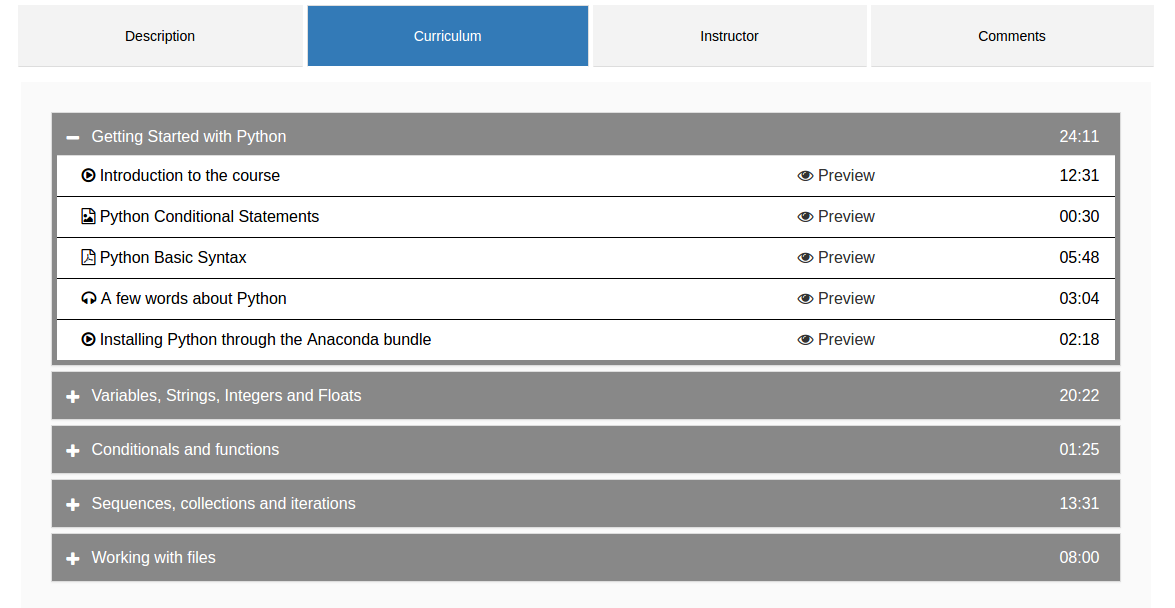 Description Curriculum Instructor Comments
Getting Started with Python 24:11
Introduction to the course Preview 12:31
Python Conditional Statements Preview 00:30
Python Basic Syntax Preview 05:48
A few words about Python Preview 03:04
Installing Python through the Anaconda bundle Preview 02:18
Variables, Strings, Integers and Floats 20:22
Conditionals and functions 01:25
Sequences, collections and iterations 13:31
Working with files 08:00